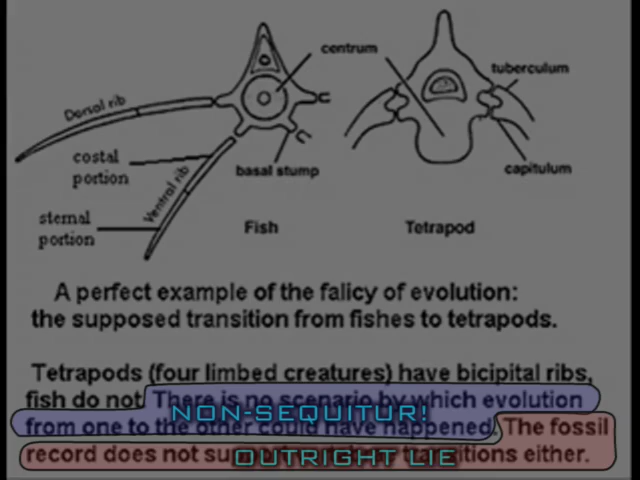 centrum
tuberculum
Dorsal rib
costal
portion
Ventral rib
basal stump
capitulum
sternal
portion
Fish
Tetrapod
A perfect example of the falicy of evolution:
the supposed transition from fishes to tetrapods.
Tetrapods (four limbed creatures) have bicipital ribs,
fish do not. There is no scenario by which evolution
NON-SEQUITUR!
from one to the other could have happened. The fossil
record does not transitions either.
OUTRIGHT LIE